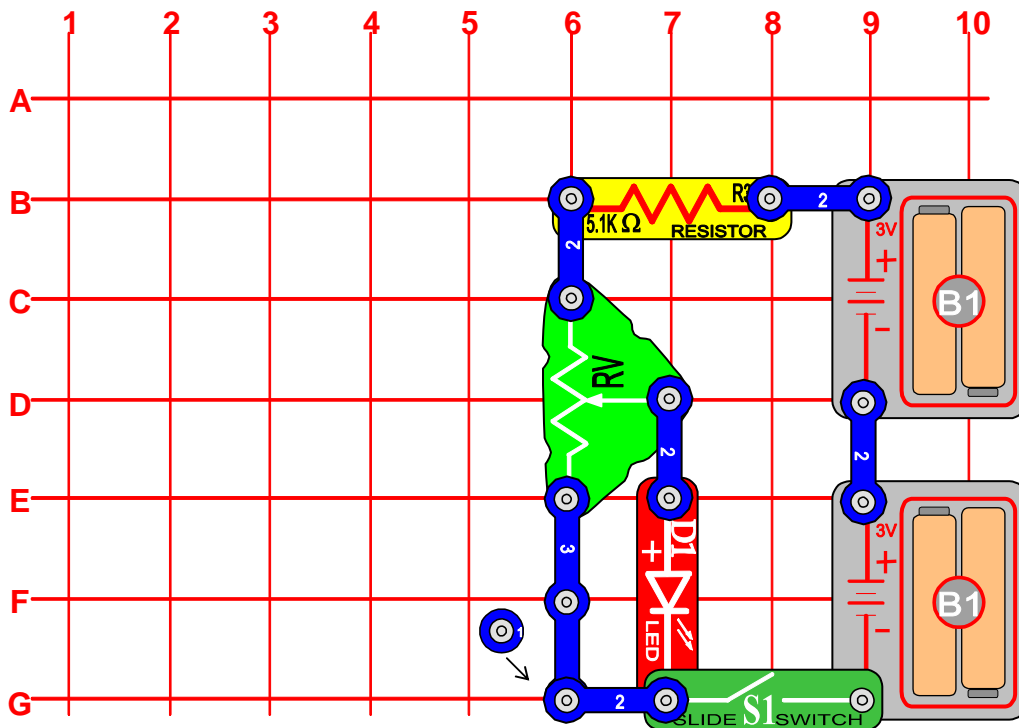 1 2 3 4 5 6 7 8 9 10
A
B
5.1K Ω
RESISTOR
2
3V
+
B1
-
2
C
RV
D
2
2
E
3
D1
+
LED
3V
+
B1
-
F
1
G
2
SLIDE S1 SWITCH